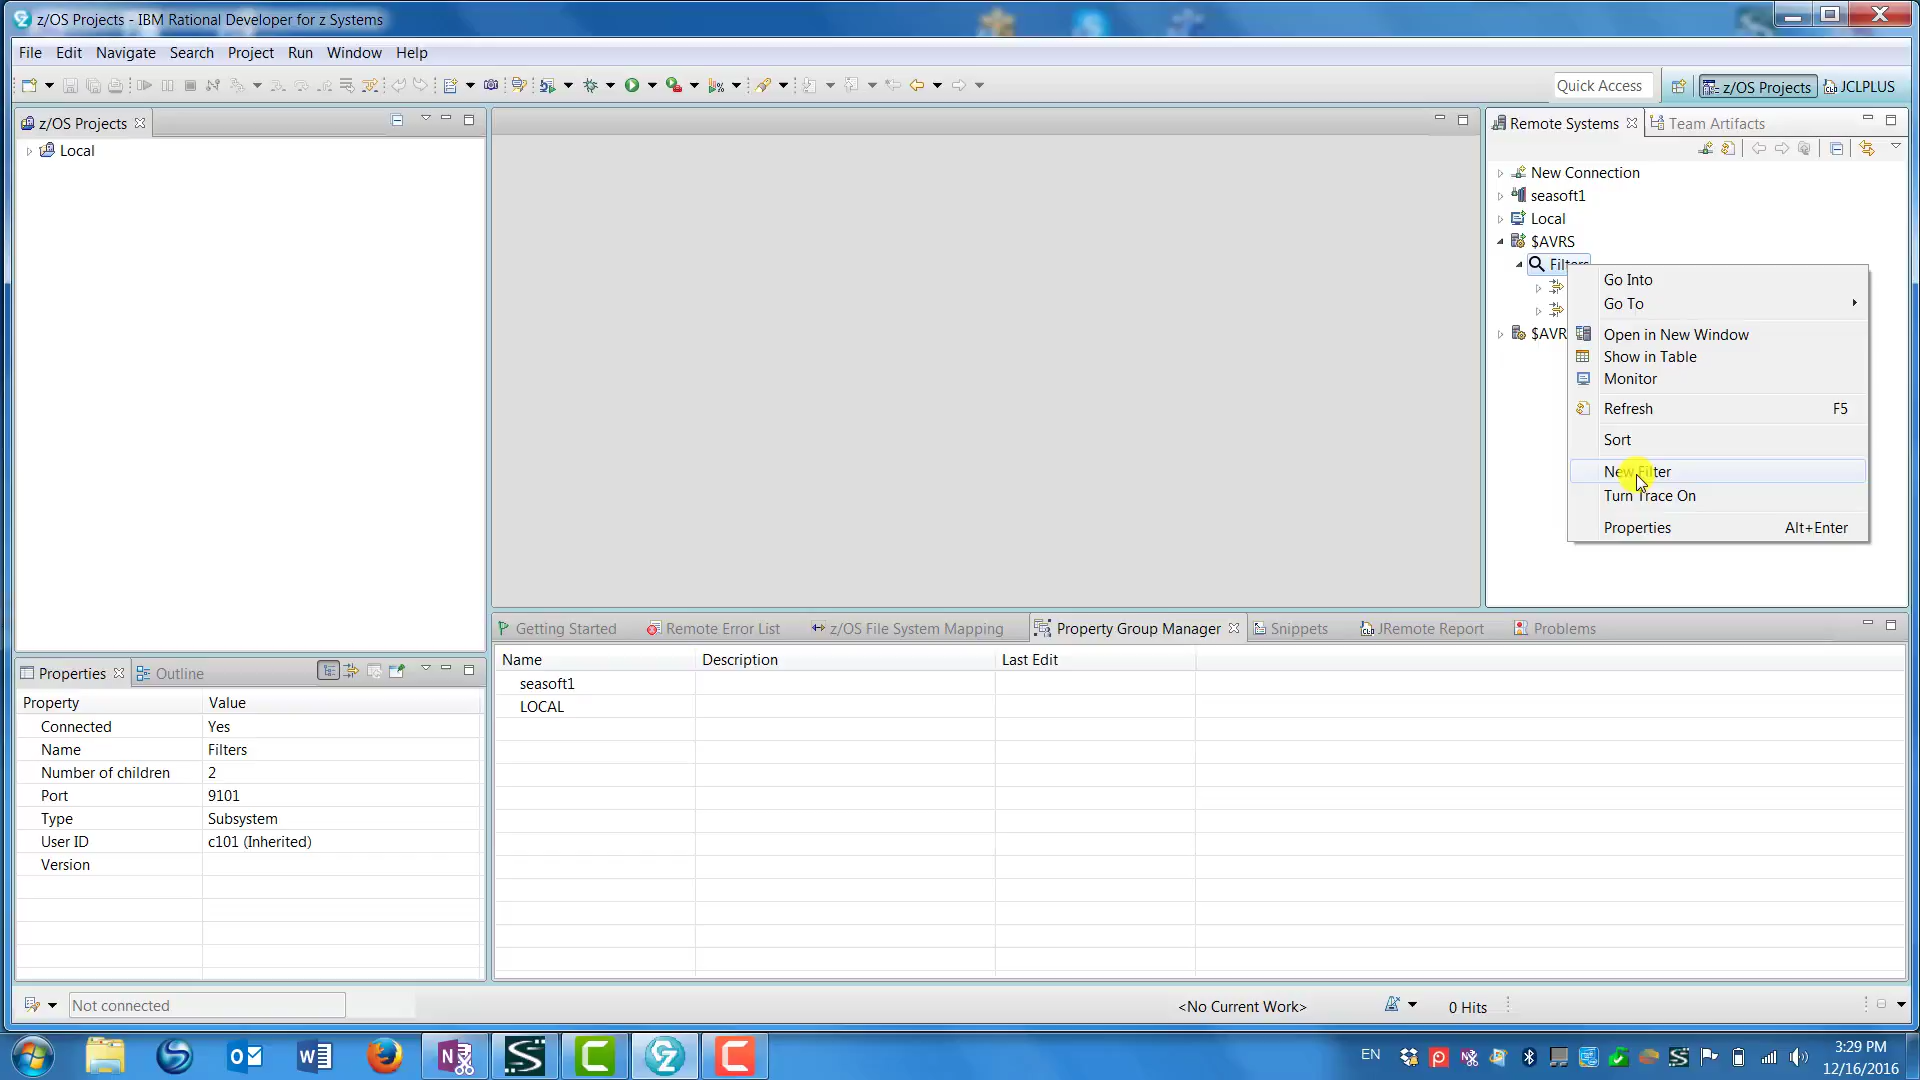 z/OS Projects - IBM Rational Developer for z Systems
File Edit Navigate Search Project Run Window Help
Quick Access z/OS Projects JCLPLUS
z/OS Projects
Local
Remote Systems Team Artifacts
New Connection
seasoft1
Local
$AVRS
Filters
$AVR
Go Into
Go To
Open in New Window
Show in Table
Monitor
Refresh F5
Sort
New Filter
Turn Trace On
Properties Alt+Enter
Getting Started Remote Error List z/OS File System Mapping Property Group Manager Snippets JRemote Report Problems
Name Description Last Edit
seasoft1
LOCAL
Properties Outline
Property Value
Connected Yes
Name Filters
Number of children 2
Port 9101
Type Subsystem
User ID c101 (Inherited)
Version
Not connected
<No Current Work>
0 Hits
EN
3:29 PM
12/16/2016